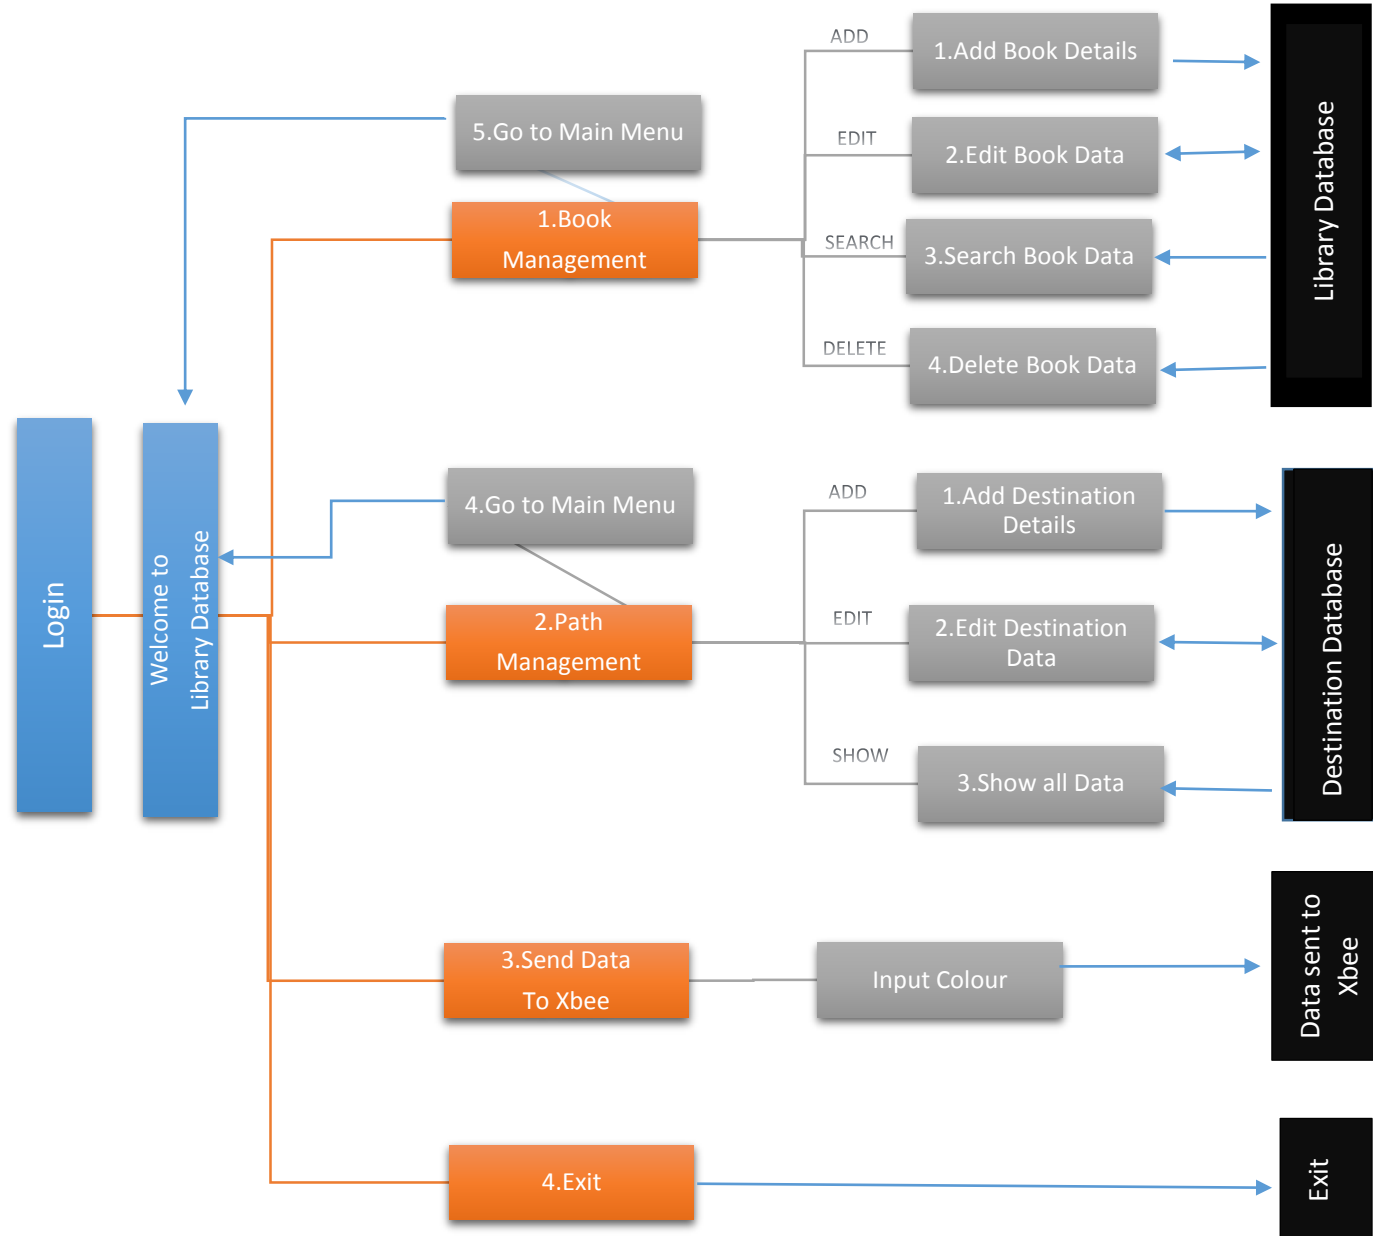 Login
Welcome to
Library Database
5.Go to Main Menu
1.Book
Management
ADD
1.Add Book Details
EDIT
2.Edit Book Data
SEARCH
3.Search Book Data
DELETE
4.Delete Book Data
Library Database
4.Go to Main Menu
2.Path
Management
ADD
1.Add Destination
Details
EDIT
2.Edit Destination
Data
SHOW
3.Show all Data
Destination Database
3.Send Data
To Xbee
Input Colour
Data sent to
Xbee
4.Exit
Exit